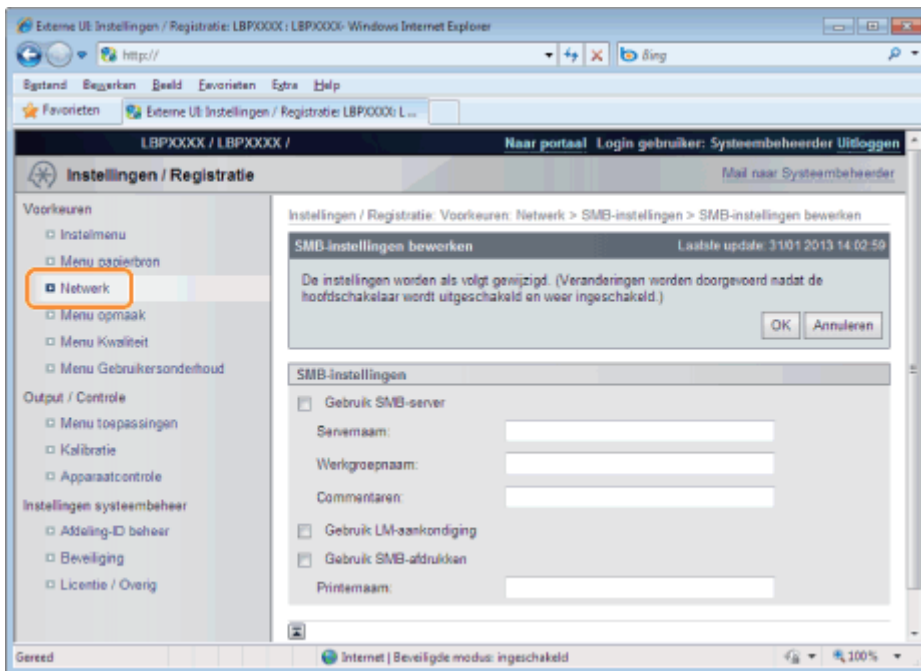 Externe UI: Instellingen / Registratie: LBPXXXX : LBPXXXX- Windows Internet Explorer
http://
Bing
Bestand Bewerken Beeld Favorieten Extra Help
Favorieten
Externe UI: Instellingen / Registratie: LBPXXXX: L...
LBPXXXX / LBPXXXX /
Naar portaal Login gebruiker: Systeembeheerder Uitloggen
Instellingen / Registratie
Mail naar Systeembeheerder
Voorkeuren
Instelmenu
Menu papierbron
Netwerk
Menu opmaak
Menu Kwaliteit
Menu Gebruikersonderhoud
Output / Controle
Menu toepassingen
Kalibratie
Apparaatcontrole
Instellingen systeembeheer
Afdeling-ID beheer
Beveiliging
Licentie / Overig
Instellingen / Registratie: Voorkeuren: Netwerk > SMB-instellingen > SMB-instellingen bewerken
SMB-instellingen bewerken
Laatste update: 31/01 2013 14:02:59
De instellingen worden als volgt gewijzigd. (Veranderingen worden doorgevoerd nadat de
hoofdschakelaar wordt uitgeschakeld en weer ingeschakeld.)
OK Annuleren
SMB-instellingen
Gebruik SMB-server
Servernaam:
Werkgroepnaam:
Commentaren:
Gebruik LM-aankondiging
Gebruik SMB-afdrukken
Printernaam:
Gereed
Internet | Beveiligde modus: ingeschakeld
100%